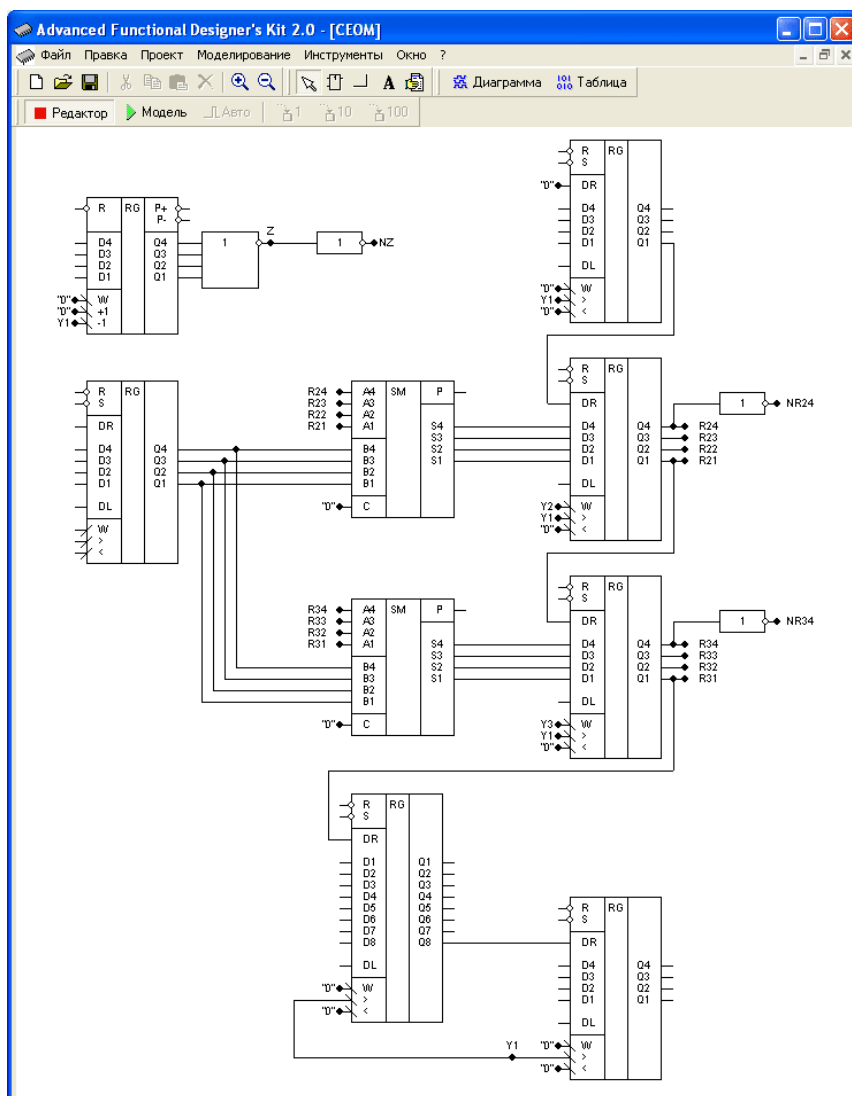 Advanced Functional Designer's Kit 2.0 - [CEOM]
Файл Правка Проект Моделирование Инструменты Окно ?
A Диаграмма Таблица
Редактор Модель Авто 1 10 100
R RG
S
"0" DR
D4 Q4
D3 Q3
D2 Q2
D1 Q1
DL
"0" W
Y1 >
"0" <
R RG P+
P-
D4 Q4
D3 Q3
D2 Q2
D1 Q1
"0" W
"0" +1
Y1 -1
1 Z 1 NZ
R RG
S
DR
D4 Q4
D3 Q3
D2 Q2
D1 Q1
DL
W
>
<
R24 A4 SM P
R23 A3
R22 A2
R21 A1
B4 S4
B3 S3
B2 S2
B1 S1
"0" C
R RG
S
DR
D4 Q4 R24
D3 Q3 R23
D2 Q2 R22
D1 Q1 R21
DL
Y2 W
Y1 >
"0" <
1 NR24
R34 A4 SM P
R33 A3
R32 A2
R31 A1
B4 S4
B3 S3
B2 S2
B1 S1
"0" C
R RG
S
DR
D4 Q4 R34
D3 Q3 R33
D2 Q2 R32
D1 Q1 R31
DL
Y3 W
Y1 >
"0" <
1 NR34
R RG
S
DR
D1 Q1
D2 Q2
D3 Q3
D4 Q4
D5 Q5
D6 Q6
D7 Q7
D8 Q8
DL
"0" W
>
"0" <
R RG
S
DR
D4 Q4
D3 Q3
D2 Q2
D1 Q1
DL
Y1 "0" W
>
"0" <